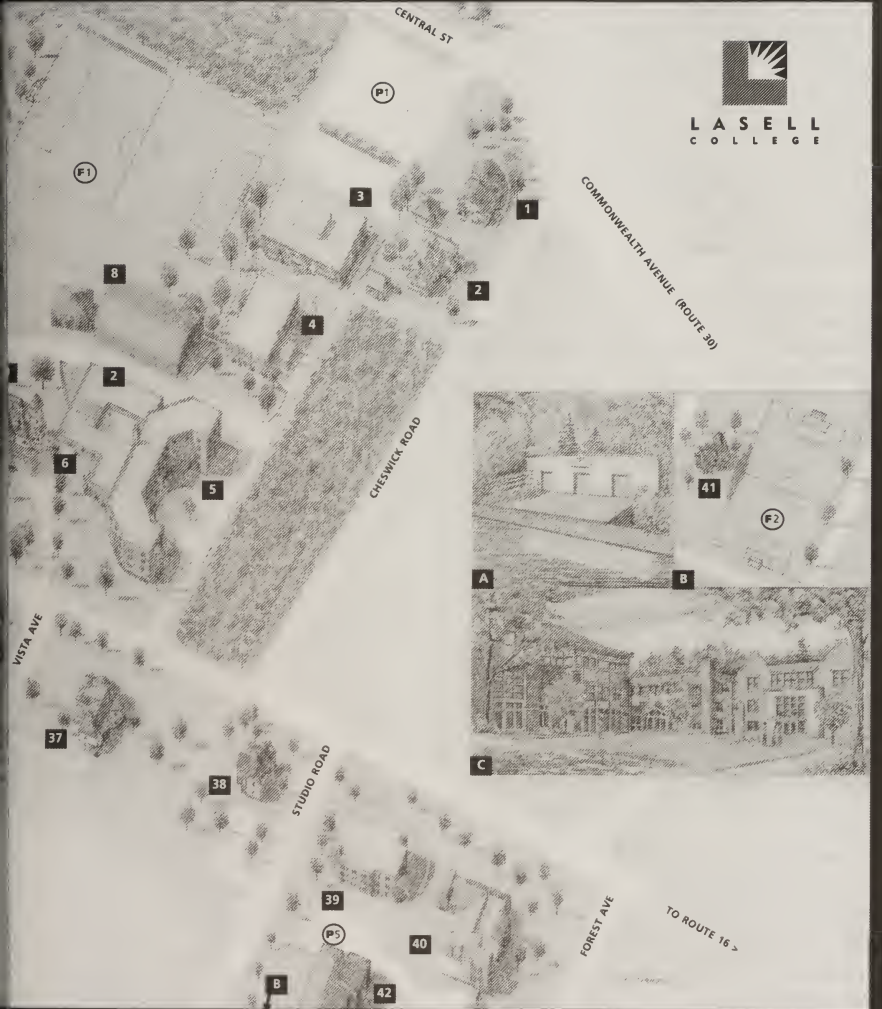 CENTRAL ST
P1
LASELL
COLLEGE
F1
3
1
COMMONWEALTH AVENUE (ROUTE 30)
8
2
4
2
CHESWICK ROAD
6
5
41
F2
A
B
VISTA AVE
C
37
38
STUDIO ROAD
39
FOREST AVE
TO ROUTE 16 >
P5
40
B
42